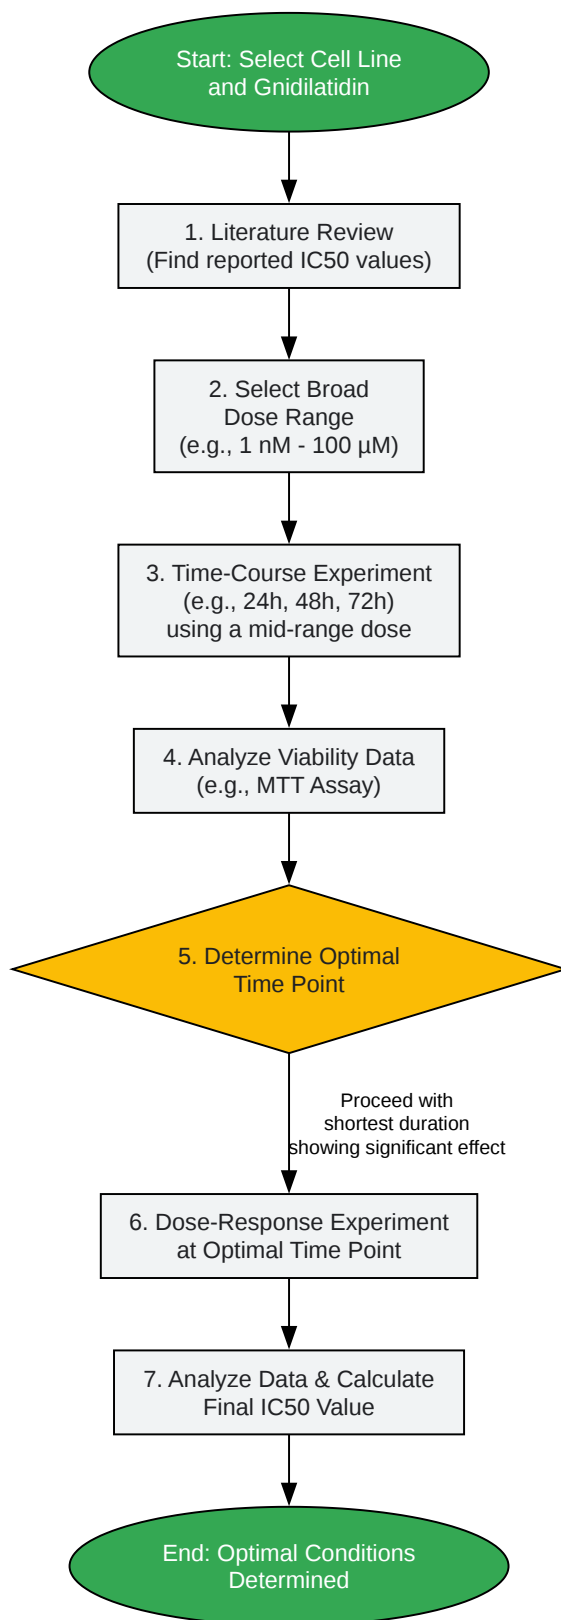 Start: Select Cell Line
and Gnidilatidin
1. Literature Review
(Find reported IC50 values)
2. Select Broad
Dose Range
(e.g., 1 nM - 100 µM)
3. Time-Course Experiment
(e.g., 24h, 48h, 72h)
using a mid-range dose
4. Analyze Viability Data
(e.g., MTT Assay)
5. Determine Optimal
Time Point
Proceed with
shortest duration
showing significant effect
6. Dose-Response Experiment
at Optimal Time Point
7. Analyze Data & Calculate
Final IC50 Value
End: Optimal Conditions
Determined